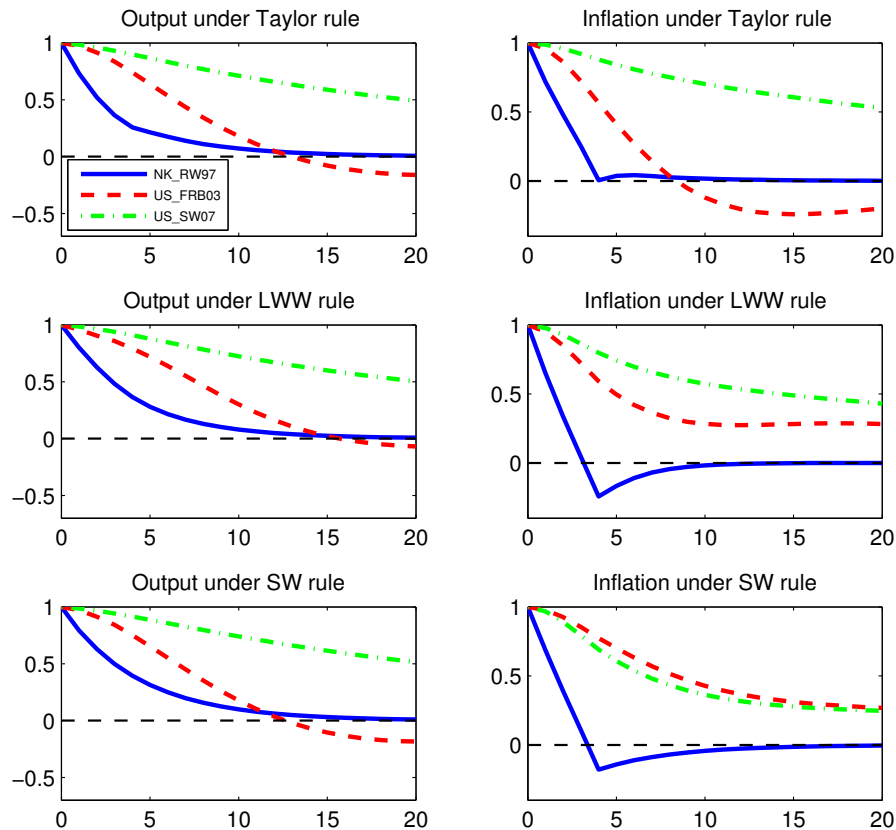 Output under Taylor rule
1
0.5
0
−0.5
NK_RW97
US_FRB03
US_SW07
0 5 10 15 20
Inflation under Taylor rule
1
0.5
0
0 5 10 15 20
Output under LWW rule
1
0.5
0
−0.5
0 5 10 15 20
Inflation under LWW rule
1
0.5
0
0 5 10 15 20
Output under SW rule
1
0.5
0
−0.5
0 5 10 15 20
Inflation under SW rule
1
0.5
0
0 5 10 15 20